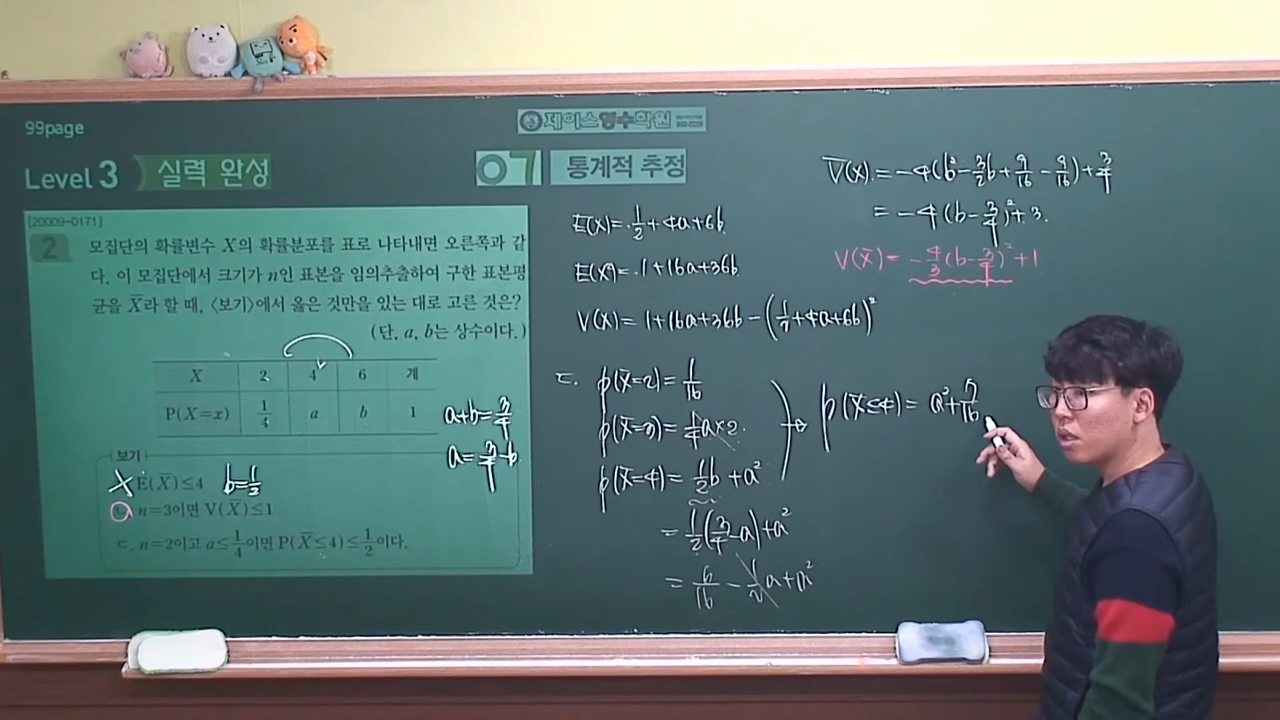 99page
Level 3 실력 완성
07 통계적 추정
제이스영수학원
[20009-0171]
2 모집단의 확률변수 X의 확률분포를 표로 나타내면 오른쪽과 같
다. 이 모집단에서 크기가 n인 표본을 임의추출하여 구한 표본평
균을 X̄라 할 때, 〈보기〉에서 옳은 것만을 있는 대로 고른 것은?
(단, a, b는 상수이다.)
X 2 4 6 계
P(X=x) 1/4 a b 1
a+b=3/4
a=3/4-b
보기
E(X̄)≤4 b=1/2
n=3이면 V(X̄)≤1
ㄷ. n=2이고 a≤1/4이면 P(X̄≤4)≤1/2이다.
E(X)=1/2+4a+6b
E(X²)=1+16a+36b
V(X)=1+16a+36b-(1/2+4a+6b)²
ㄷ. p(X̄=2)=1/16
p(X̄=3)=1/4a×2
p(X̄=4)=1/2b+a²
=1/2(3/4-a)+a²
=6/16-1/2a+a²
p(X̄≤4)=a²+7/16
V(X)=-4(b²-3/2b+9/16-9/16)+3/4
=-4(b-3/4)²+3
V(X̄)=-4/3(b-3/4)²+1